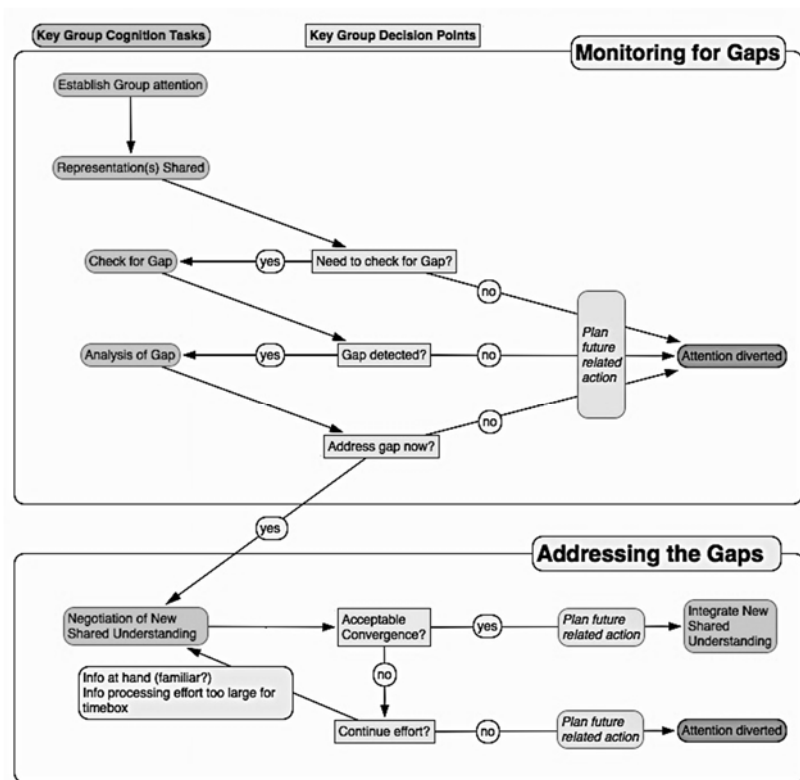 Key Group Cognition Tasks
Key Group Decision Points
Monitoring for Gaps
Establish Group attention
Representation(s) Shared
Check for Gap
yes
Need to check for Gap?
no
Plan
future
related
action
Analysis of Gap
yes
Gap detected?
no
Attention diverted
no
Address gap now?
yes
Addressing the Gaps
Negotiation of New
Shared Understanding
Acceptable
Convergence?
yes
Plan future
related action
Integrate New
Shared
Understanding
Info at hand (familiar?)
Info processing effort too large for
timebox
no
Continue effort?
no
Plan future
related action
Attention diverted